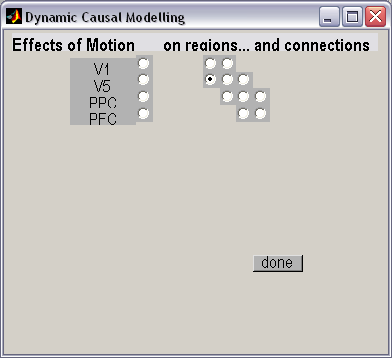 Dynamic Causal Modelling
Effects of Motion on regions... and connections
V1
V5
PPC
PFC
done